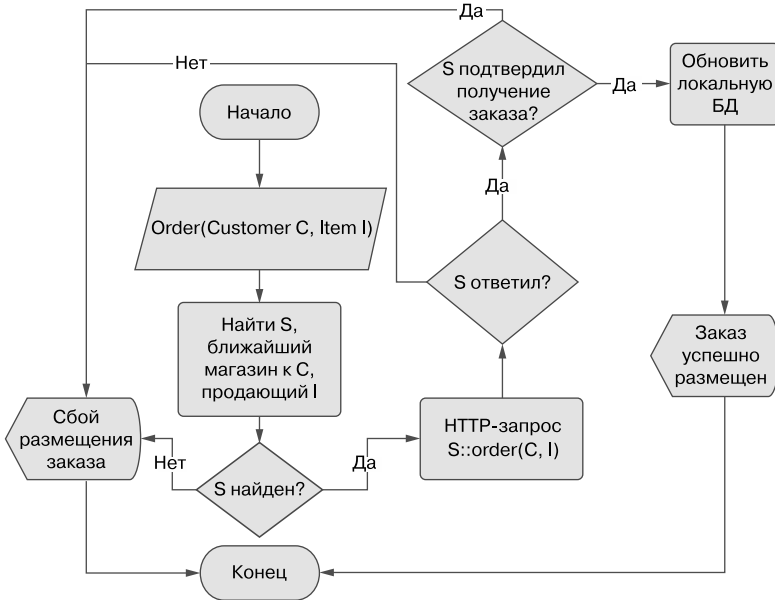 Да
Нет
S подтвердил
получение
заказа?
Да
Обновить
локальную
БД
Начало
Да
Order(Customer C, Item I)
S ответил?
Найти S,
ближайший
магазин к C,
продающий I
Заказ
успешно
размещен
Сбой
размещения
заказа
HTTP-запрос
S::order(C, I)
Нет
Да
S найден?
Конец